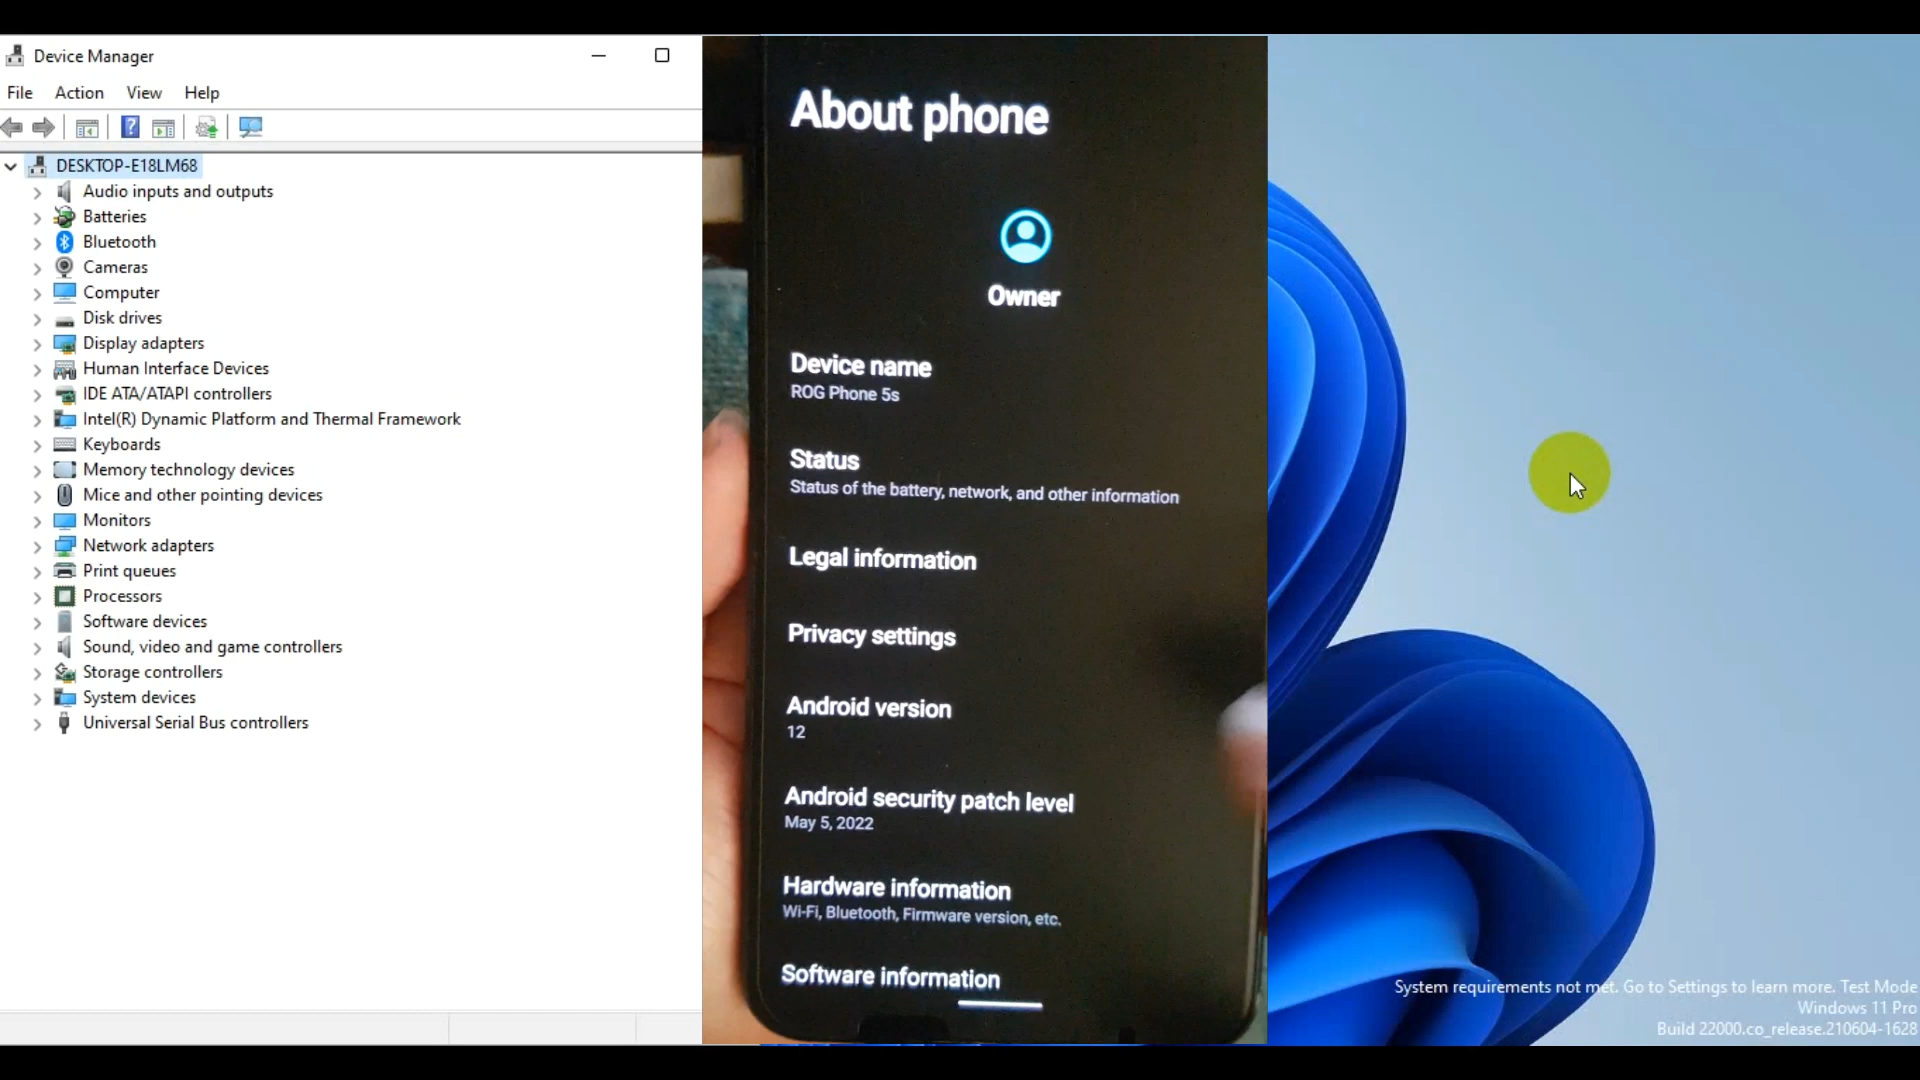 Device Manager
File Action View Help
DESKTOP-E18LM68
Audio inputs and outputs
Batteries
Bluetooth
Cameras
Computer
Disk drives
Display adapters
Human Interface Devices
IDE ATA/ATAPI controllers
Intel(R) Dynamic Platform and Thermal Framework
Keyboards
Memory technology devices
Mice and other pointing devices
Monitors
Network adapters
Print queues
Processors
Software devices
Sound, video and game controllers
Storage controllers
System devices
Universal Serial Bus controllers
About phone
Owner
Device name
ROG Phone 5s
Status
Status of the battery, network, and other information
Legal information
Privacy settings
Android version
12
Android security patch level
May 5, 2022
Hardware information
Wi-Fi, Bluetooth, Firmware version, etc.
Software information
System requirements not met. Go to Settings to learn more. Test Mode
Windows 11 Pro
Build 22000.co_release.210604-1628